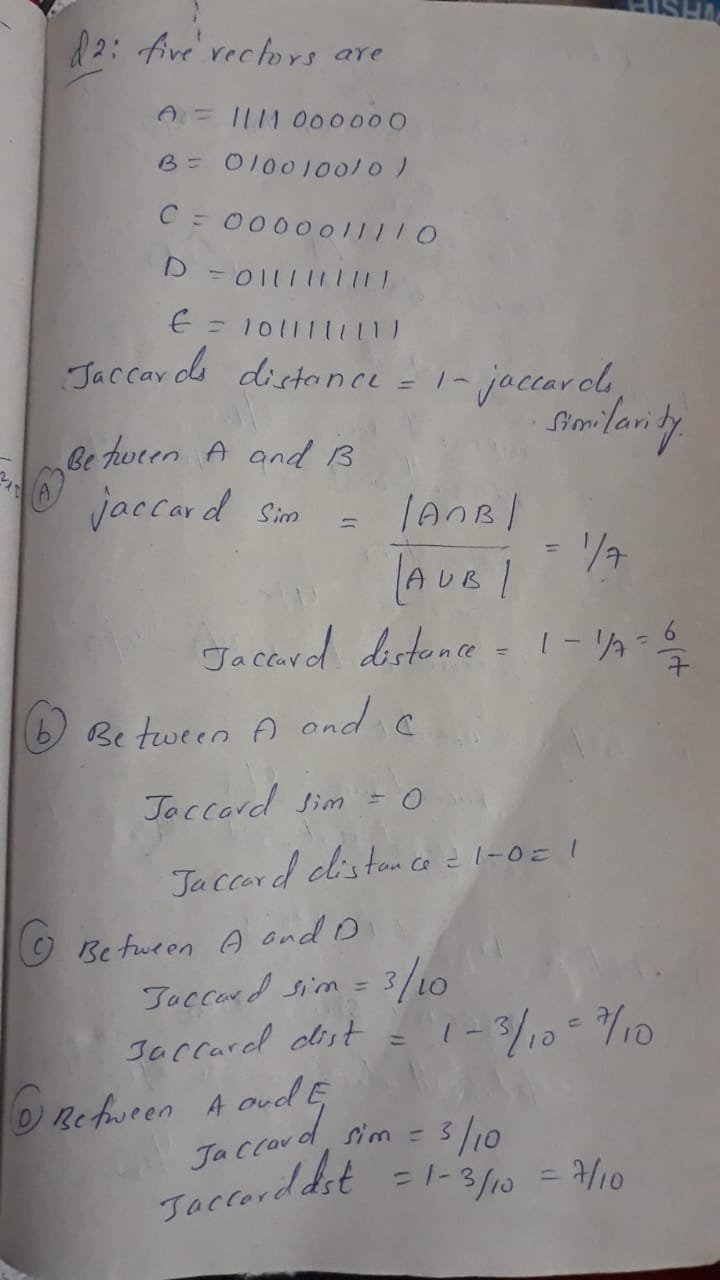 Q2: five vectors are
A = 1111 000000
B = 0100100101
C = 0000011110
D = 0111111111
E = 1011111111
Jaccards distance = 1 - jaccards
similarity.
Between A and B
(A) jaccard sim = |A∩B| / |A∪B| = 1/7
Jaccard distance = 1 - 1/7 = 6/7
(b) Between A and C
Jaccard sim = 0
Jaccard distance = 1-0 = 1
(c) Between A and D
Jaccard sim = 3/10
Jaccard dist = 1 - 3/10 = 7/10
(D) Between A and E
Jaccard sim = 3/10
Jaccard dst = 1-3/10 = 7/10